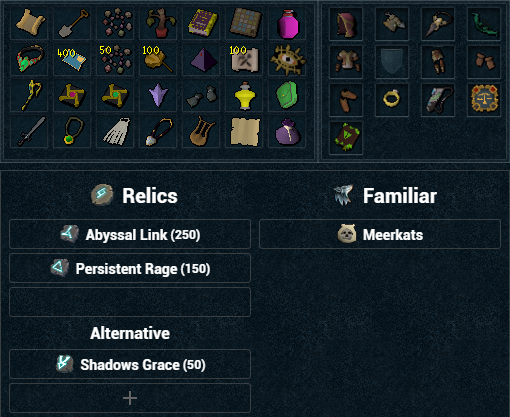 400
50
100
100
Relics
Familiar
Abyssal Link (250)
Meerkats
Persistent Rage (150)
Alternative
Shadows Grace (50)
+